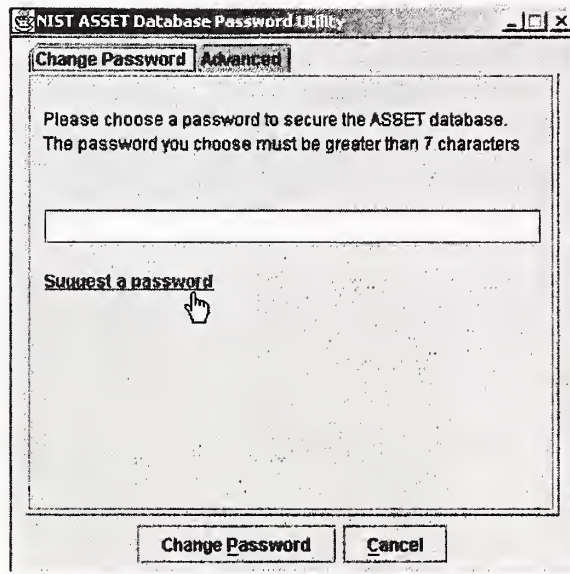 NIST ASSET Database Password Utility
Change Password Advanced
Please choose a password to secure the ASSET database.
The password you choose must be greater than 7 characters
Suggest a password
Change Password Cancel